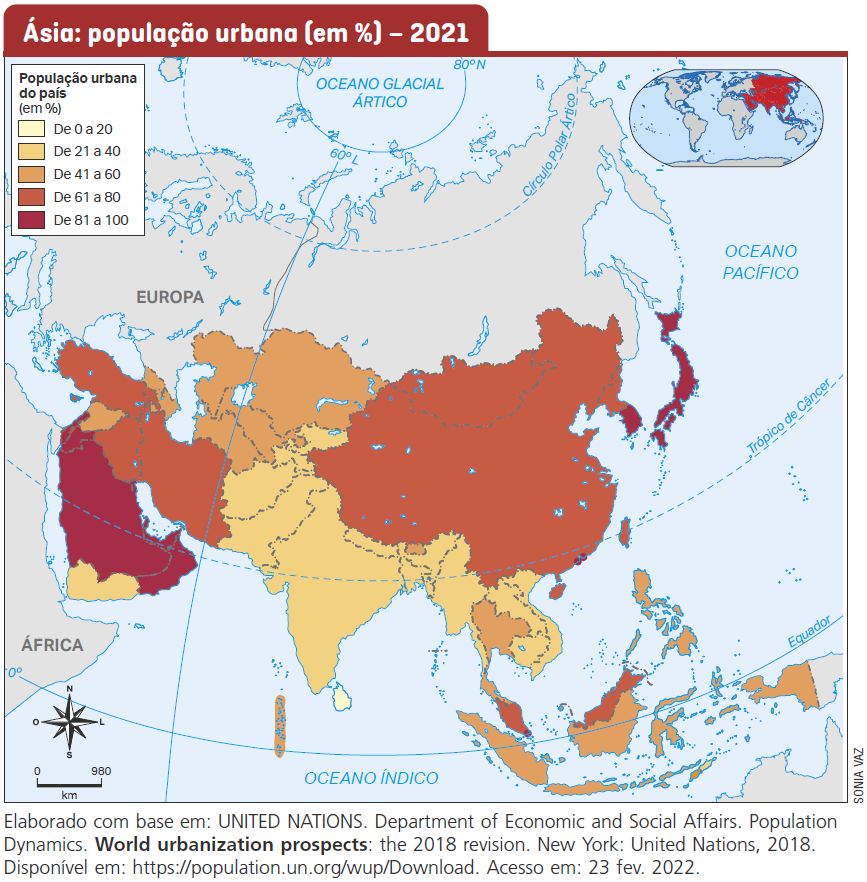 Ásia: população urbana (em %) – 2021
População urbana
do país
(em %)
De 0 a 20
De 21 a 40
De 41 a 60
De 61 a 80
De 81 a 100
OCEANO GLACIAL
ÁRTICO
80° N
60° L
Círculo Polar Ártico
OCEANO
PACÍFICO
EUROPA
Trópico de Câncer
ÁFRICA
Equador
0°
N
O
L
S
0
980
km
OCEANO ÍNDICO
SONIA VAZ
Elaborado com base em: UNITED NATIONS. Department of Economic and Social Affairs. Population
Dynamics. World urbanization prospects: the 2018 revision. New York: United Nations, 2018.
Disponível em: https://population.un.org/wup/Download. Acesso em: 23 fev. 2022.